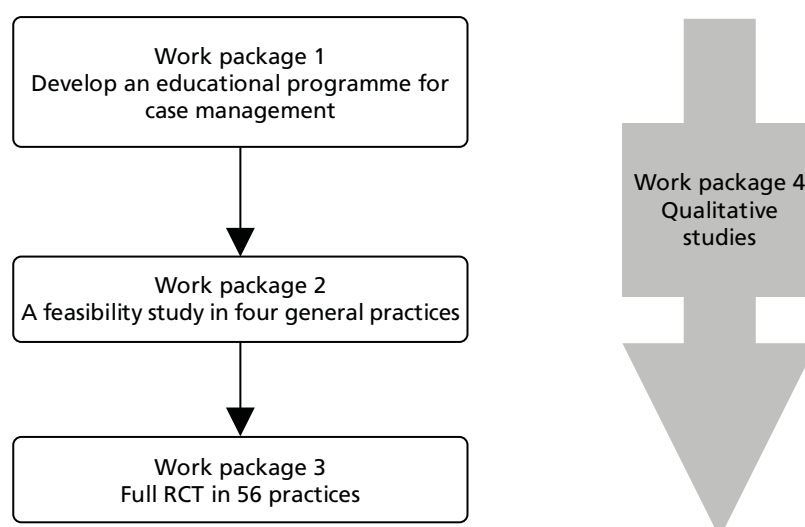 Work package 1
Develop an educational programme for
case management
Work package 2
A feasibility study in four general practices
Work package 3
Full RCT in 56 practices
Work package 4
Qualitative
studies